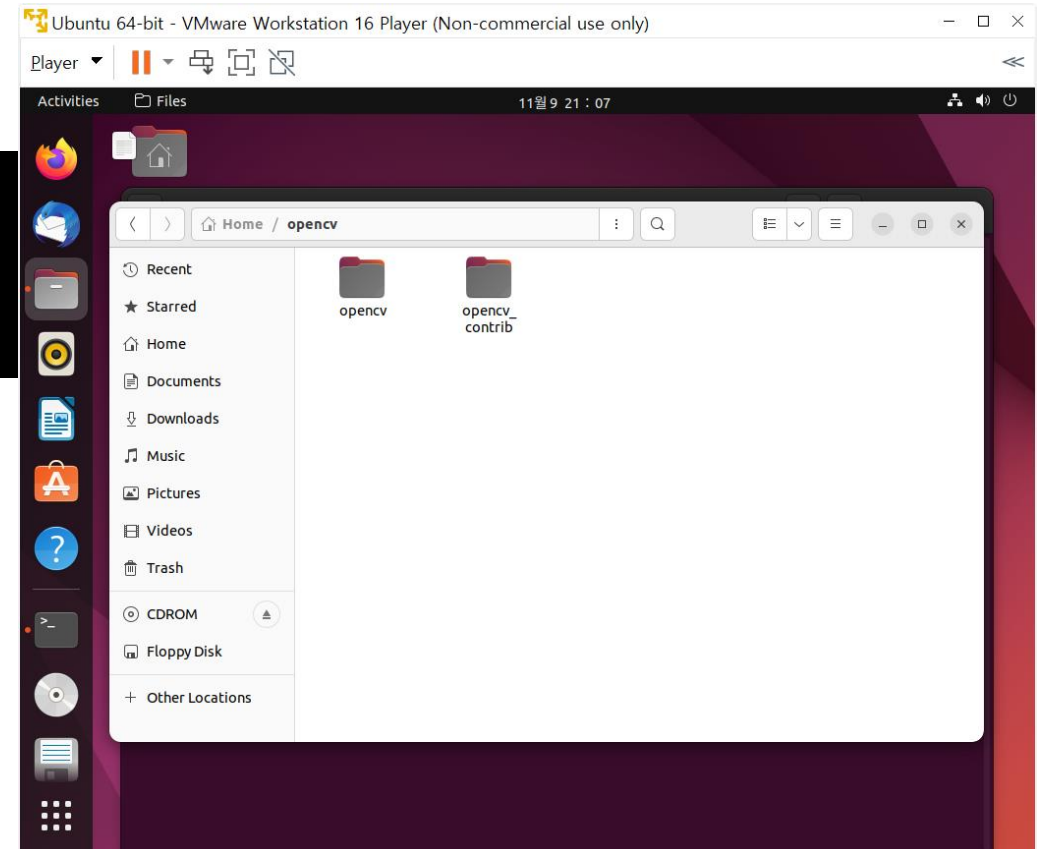 Ubuntu 64-bit - VMware Workstation 16 Player (Non-commercial use only)
Player
Activities Files 11월 9 21 : 07
Home / opencv
Recent
Starred
Home
Documents
Downloads
Music
Pictures
Videos
Trash
CDROM
Floppy Disk
+ Other Locations
opencv
opencv_
contrib